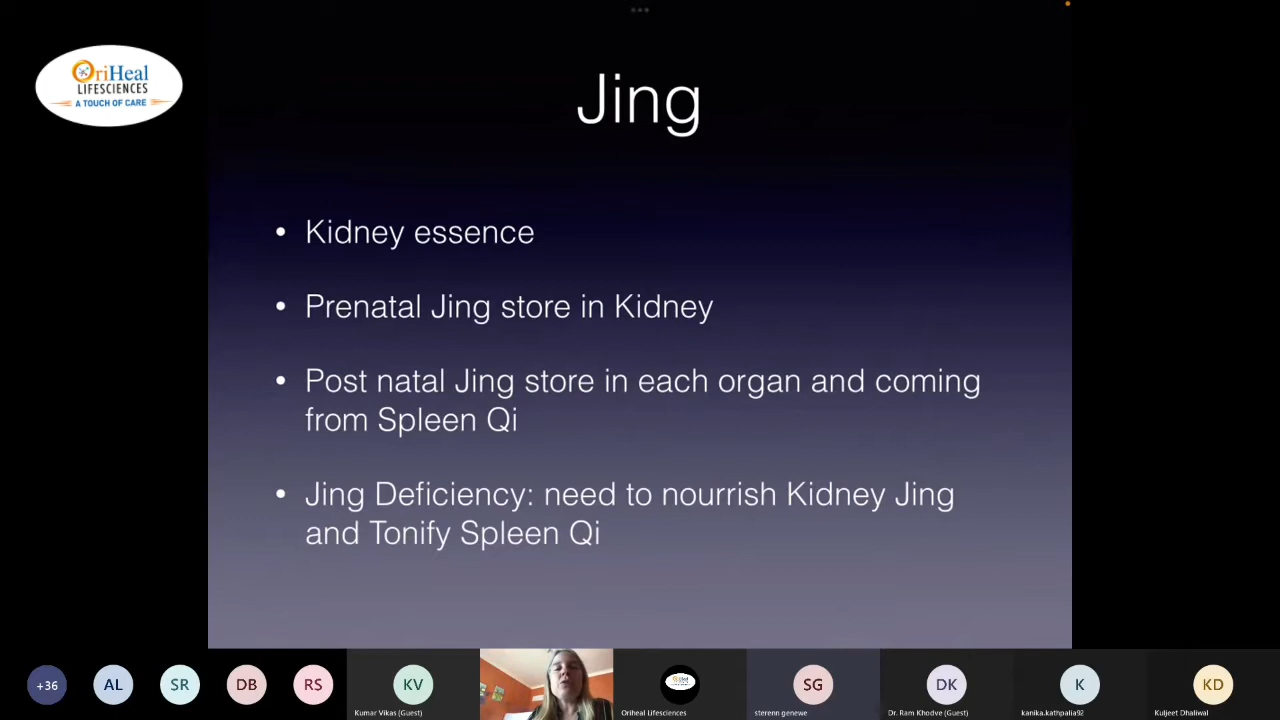 OriHeal
LIFESCIENCES
A TOUCH OF CARE
Jing
• Kidney essence
• Prenatal Jing store in Kidney
• Post natal Jing store in each organ and coming
from Spleen Qi
• Jing Deficiency: need to nourrish Kidney Jing
and Tonify Spleen Qi
+36
AL
SR
DB
RS
KV
Kumar Vikas (Guest)
Oriheal Lifesciences
SG
sterenn genewe
DK
Dr. Ram Khodve (Guest)
K
kanika.kathpalia92
KD
Kuljeet Dhaliwal